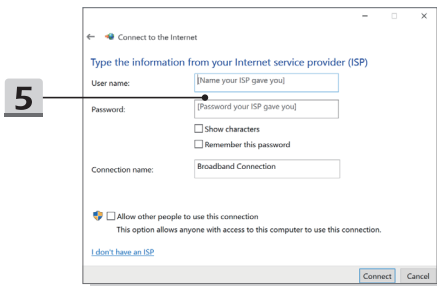 Connect to the Internet
Type the information from your Internet service provider (ISP)
User name:
[Name your ISP gave you]
5
Password:
[Password your ISP gave you]
Show characters
Remember this password
Connection name:
Broadband Connection
Allow other people to use this connection
This option allows anyone with access to this computer to use this connection.
I don't have an ISP
Connect
Cancel